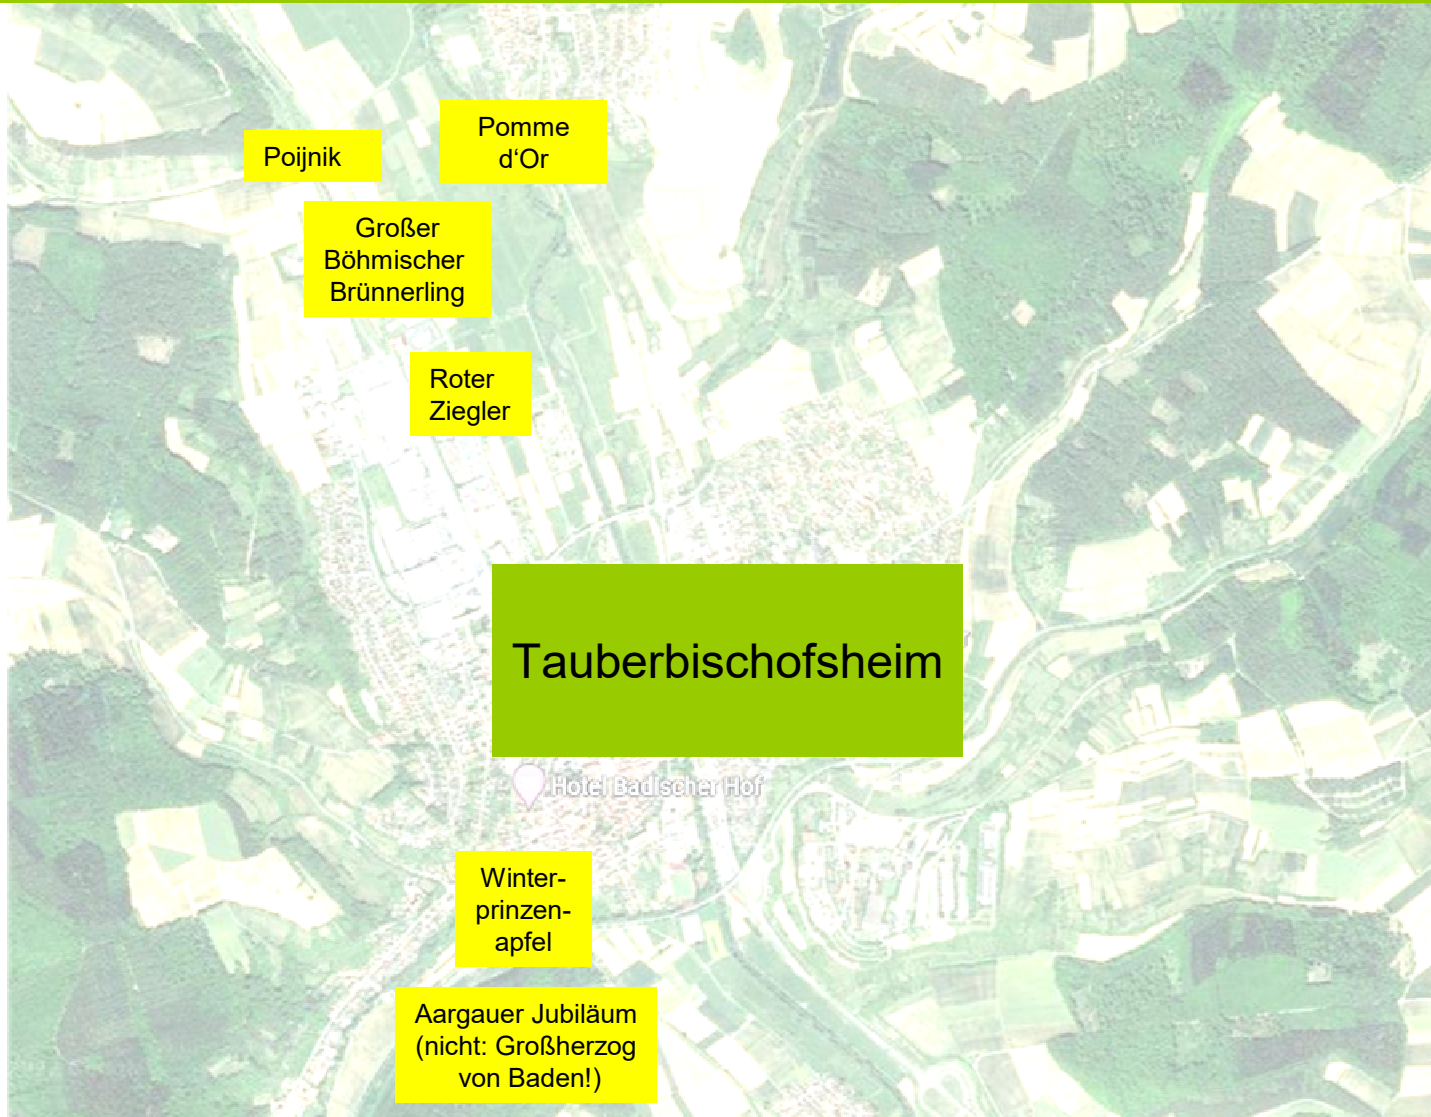 Pomme
d‘Or
Poijnik
Großer
Böhmischer
Brünnerling
Roter
Ziegler
Tauberbischofsheim
Hotel Badischer Hof
Winter-
prinzen-
apfel
Aargauer Jubiläum
(nicht: Großherzog
von Baden!)